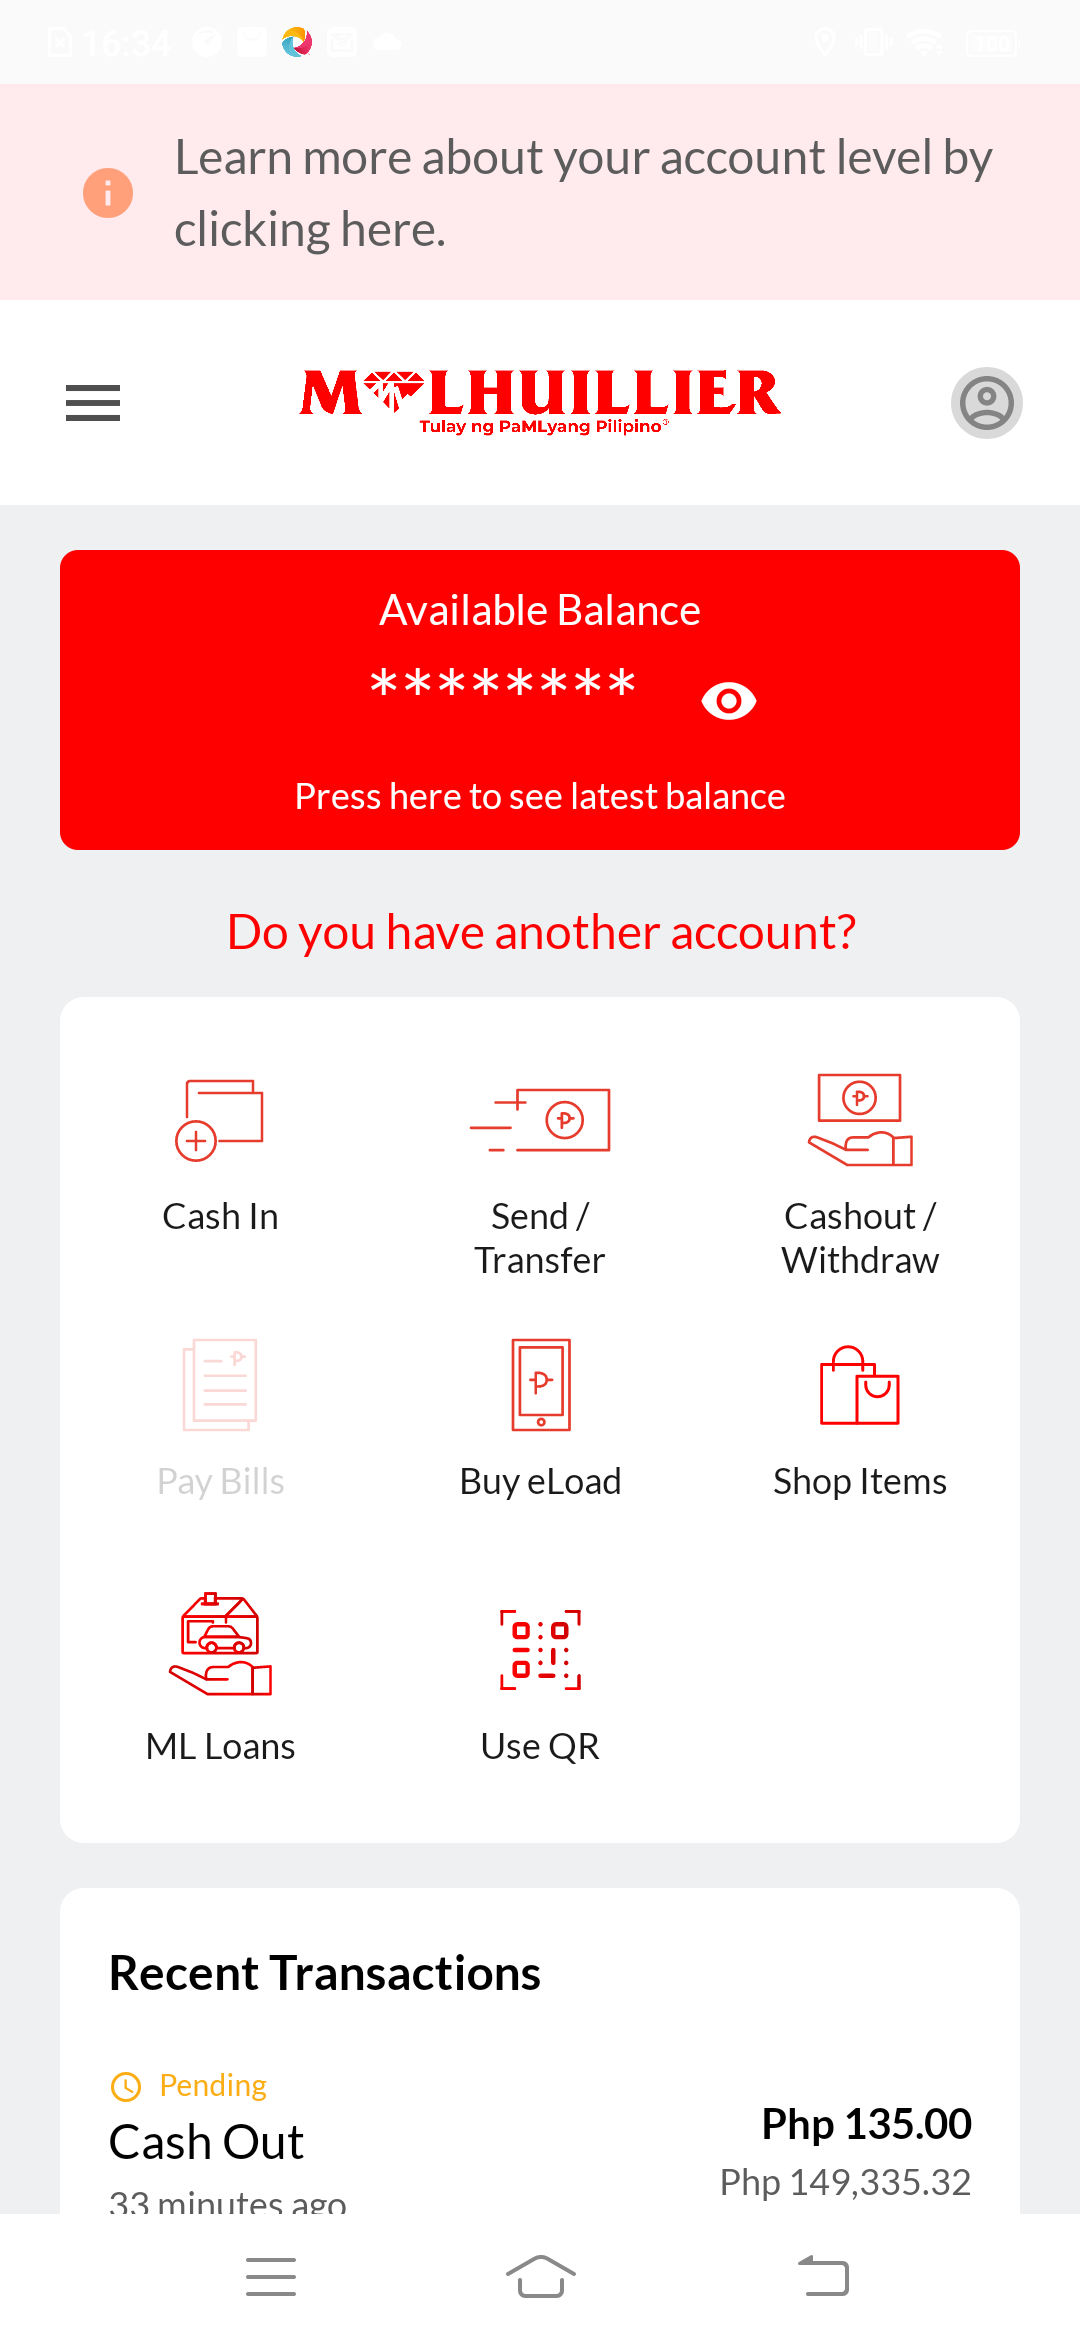 16:34
100
Learn more about your account level by
clicking here.
M LHUILLIER
Tulay ng PaMLyang Pilipino®
Available Balance
********
Press here to see latest balance
Do you have another account?
Cash In
Send /
Transfer
Cashout /
Withdraw
Pay Bills
Buy eLoad
Shop Items
ML Loans
Use QR
Recent Transactions
Pending
Cash Out
Php 135.00
Php 149,335.32
33 minutes ago